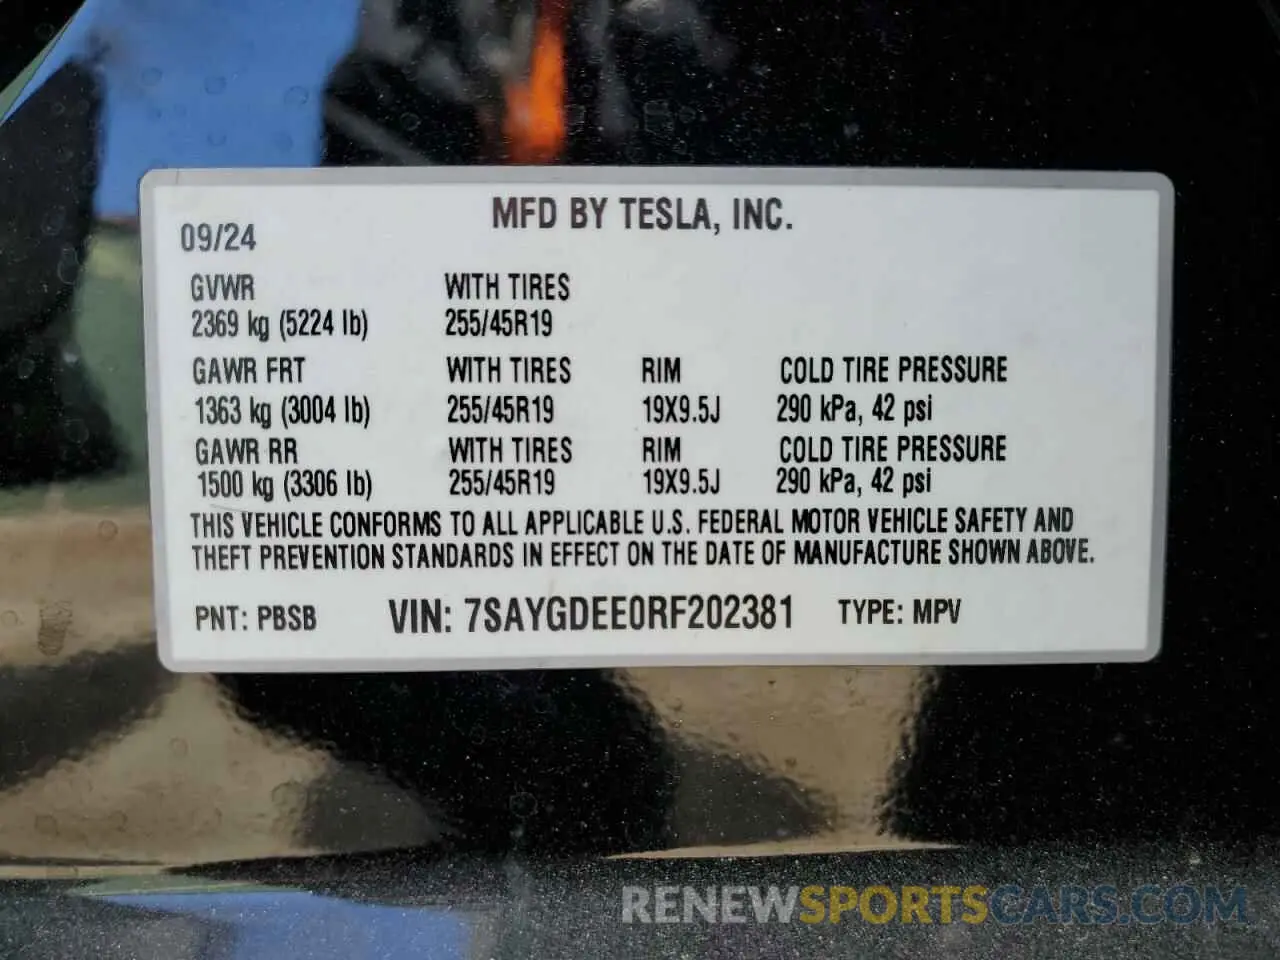 MFD BY TESLA, INC.
09/24
GVWR WITH TIRES
2369 kg (5224 lb) 255/45R19
GAWR FRT WITH TIRES RIM COLD TIRE PRESSURE
1363 kg (3004 lb) 255/45R19 19X9.5J 290 kPa, 42 psi
GAWR RR WITH TIRES RIM COLD TIRE PRESSURE
1500 kg (3306 lb) 255/45R19 19X9.5J 290 kPa, 42 psi
THIS VEHICLE CONFORMS TO ALL APPLICABLE U.S. FEDERAL MOTOR VEHICLE SAFETY AND
THEFT PREVENTION STANDARDS IN EFFECT ON THE DATE OF MANUFACTURE SHOWN ABOVE.
PNT: PBSB VIN: 7SAYGDEE0RF202381 TYPE: MPV
RENEWSPORTSCARS.COM